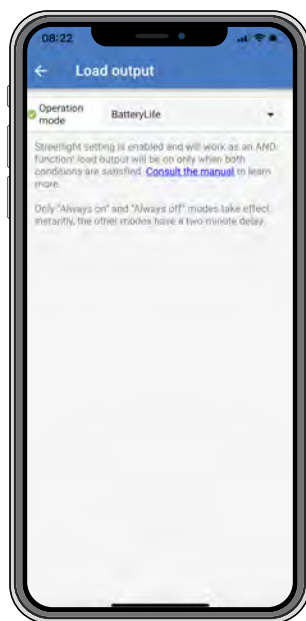 08:22
Load output
Operation
mode
BatteryLife
Streetlight setting is enabled and will work as an AND
function: load output will be on only when both
conditions are satisfied. Consult the manual to learn
more.
Only "Always on" and "Always off" modes take effect
instantly, the other modes have a two minute delay.